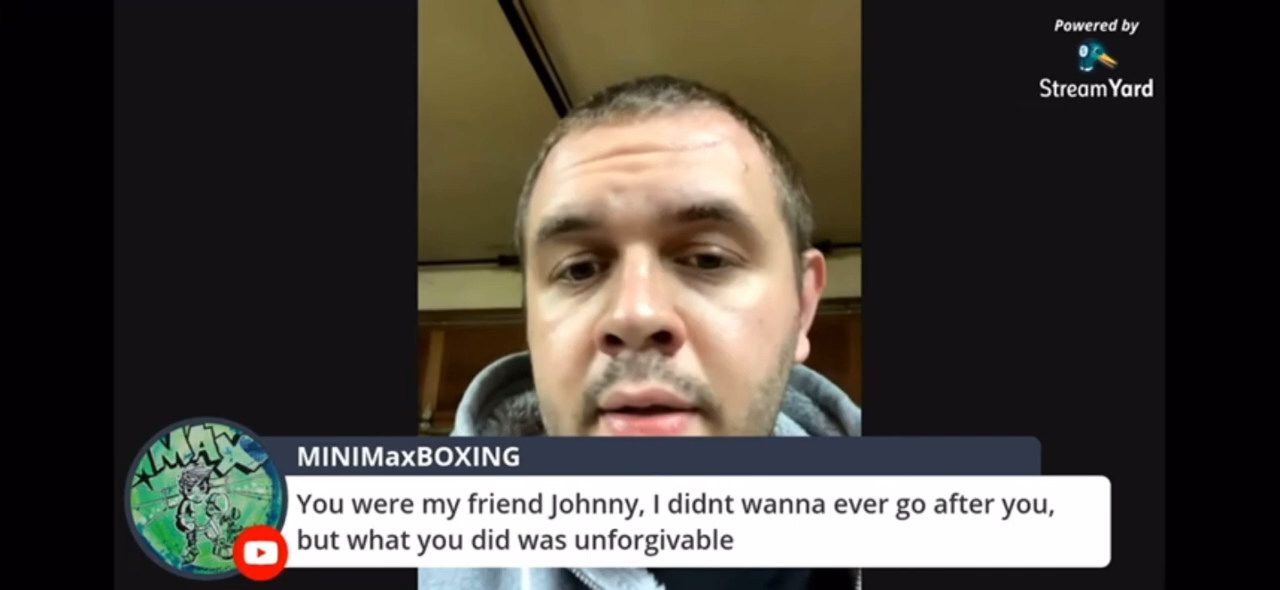 Powered by
StreamYard
MAX
MINIMaxBOXING
You were my friend Johnny, I didnt wanna ever go after you,
but what you did was unforgivable